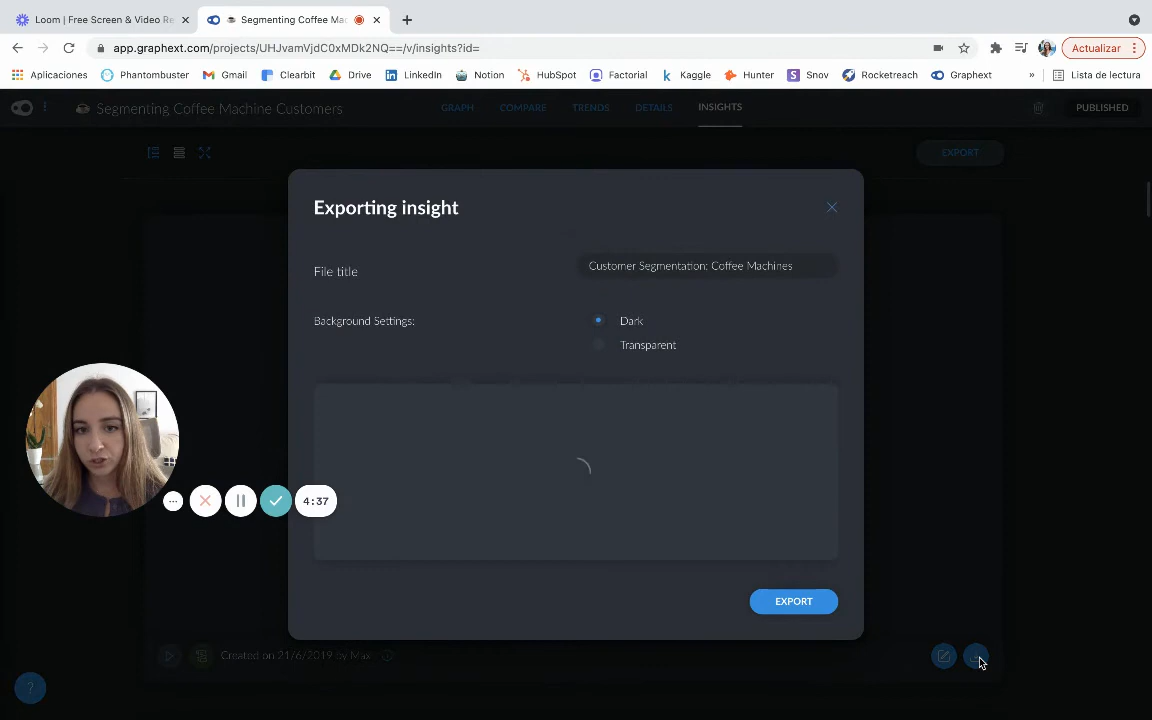 Loom | Free Screen & Video Re
Segmenting Coffee Mac
app.graphext.com/projects/UHJvamVjdC0xMDk2NQ==/v/insights?id=
Actualizar
Aplicaciones
Phantombuster
Gmail
Clearbit
Drive
LinkedIn
Notion
HubSpot
Factorial
Kaggle
Hunter
Snov
Rocketreach
Graphext
»
Lista de lectura
Segmenting Coffee Machine Customers
GRAPH
COMPARE
TRENDS
DETAILS
INSIGHTS
PUBLISHED
EXPORT
Exporting insight
File title
Customer Segmentation: Coffee Machines
Background Settings:
Dark
Transparent
4:37
EXPORT
Created on 21/6/2019 by Max
?